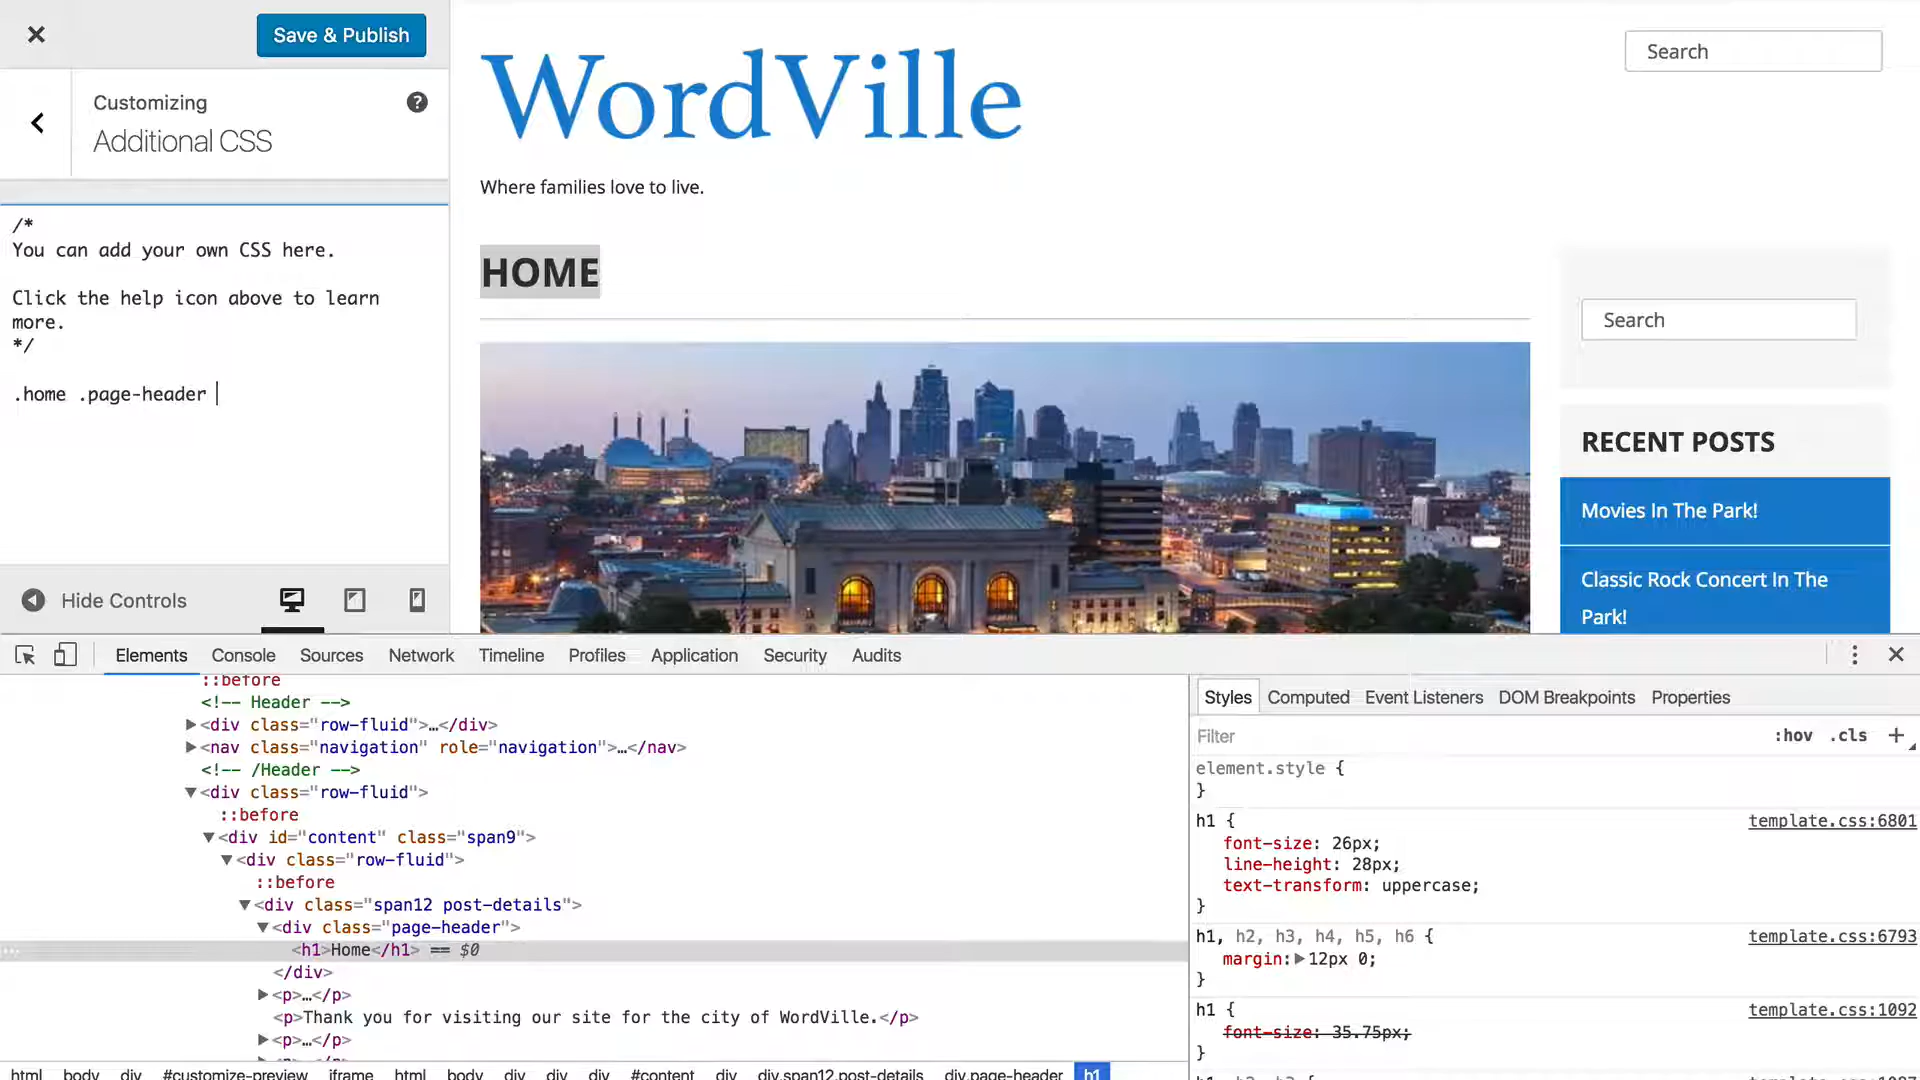 Save & Publish
Customizing
?
Additional CSS
/*
You can add your own CSS here.
Click the help icon above to learn
more.
*/
.home .page-header
Hide Controls
WordVille
Where families love to live.
Search
HOME
Search
RECENT POSTS
Movies In The Park!
Classic Rock Concert In The
Park!
Elements Console Sources Network Timeline Profiles Application Security Audits
::before
<!-- Header -->
<div class="row-fluid">…</div>
<nav class="navigation" role="navigation">…</nav>
<!-- /Header -->
<div class="row-fluid">
::before
<div id="content" class="span9">
<div class="row-fluid">
::before
<div class="span12 post-details">
<div class="page-header">
<h1>Home</h1> == $0
</div>
<p>…</p>
<p>Thank you for visiting our site for the city of WordVille.</p>
<p>…</p>
html body div #customize-preview iframe html body div div div #content div div.span12.post-details div.page-header h1
Styles Computed Event Listeners DOM Breakpoints Properties
Filter :hov .cls +
element.style {
}
h1 { template.css:6801
font-size: 26px;
line-height: 28px;
text-transform: uppercase;
}
h1, h2, h3, h4, h5, h6 { template.css:6793
margin: 12px 0;
}
h1 { template.css:1092
font-size: 35.75px;
}